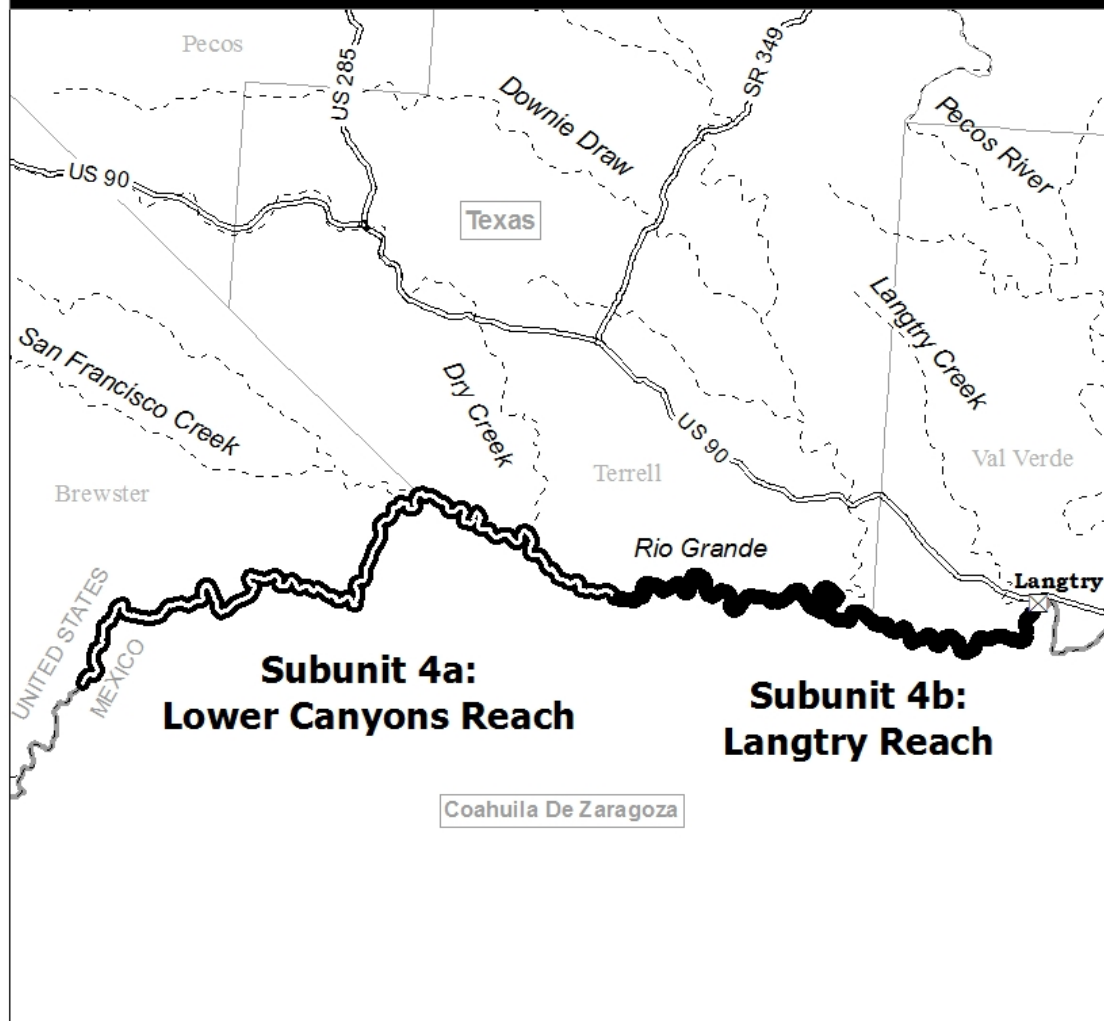 Pecos
US 285
SR 349
Downie Draw
Pecos River
US 90
Texas
Langtry Creek
San Francisco Creek
Dry Creek
US 90
Val Verde
Terrell
Brewster
Rio Grande
Langtry
UNITED STATES
MEXICO
Subunit 4a:
Lower Canyons Reach
Subunit 4b:
Langtry Reach
Coahuila De Zaragoza